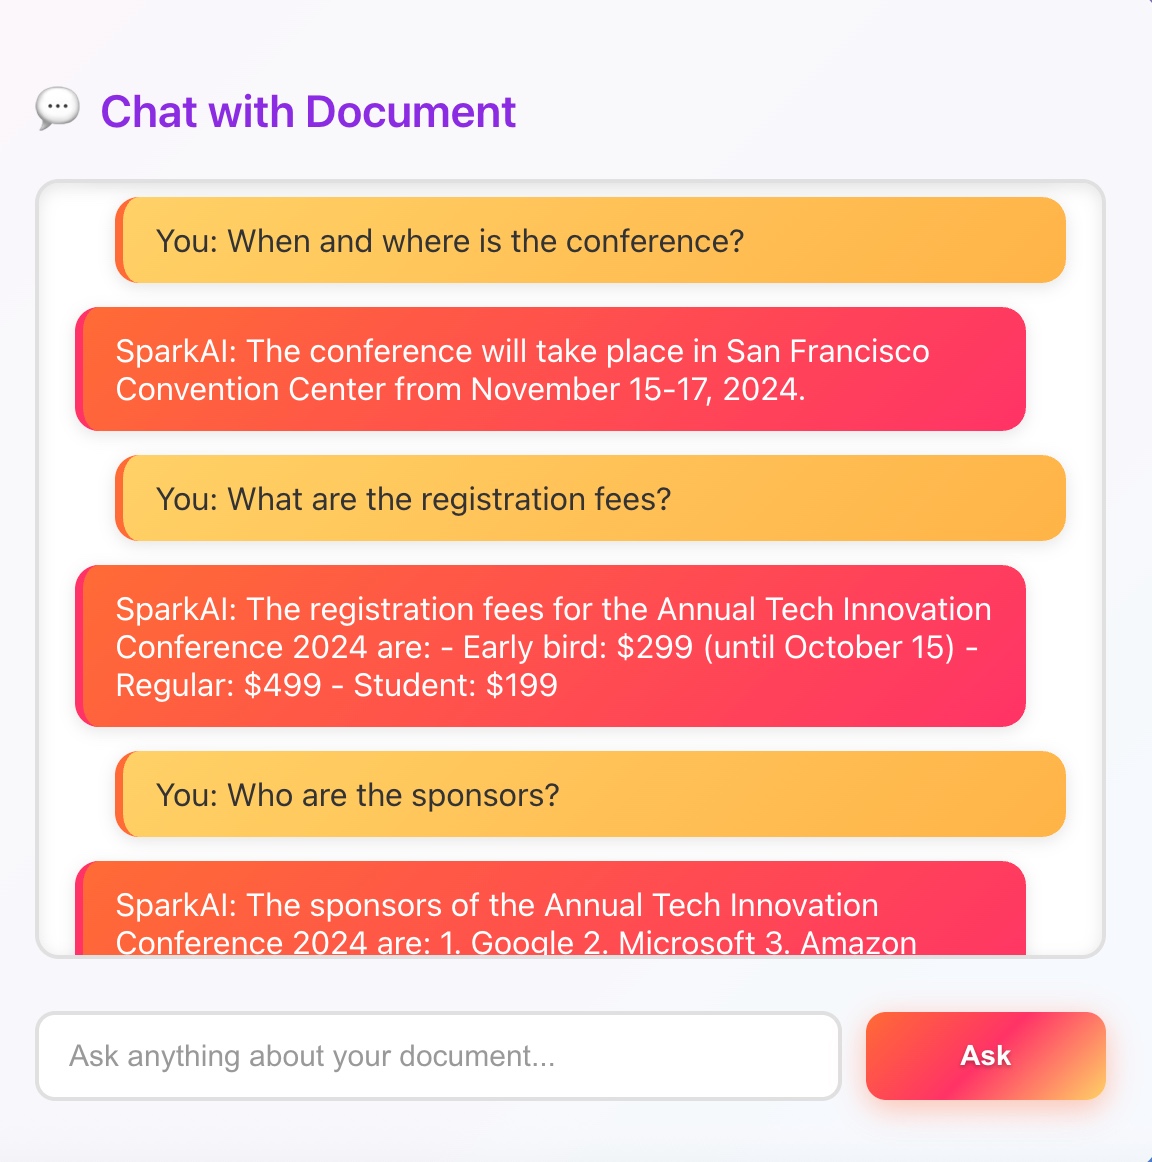 Chat with Document
You: When and where is the conference?
SparkAI: The conference will take place in San Francisco
Convention Center from November 15-17, 2024.
You: What are the registration fees?
SparkAI: The registration fees for the Annual Tech Innovation
Conference 2024 are: - Early bird: $299 (until October 15) -
Regular: $499 - Student: $199
You: Who are the sponsors?
SparkAI: The sponsors of the Annual Tech Innovation
Conference 2024 are: 1. Google 2. Microsoft 3. Amazon
Ask anything about your document...
Ask